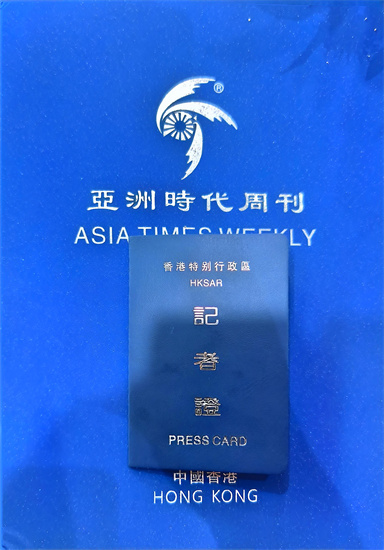 ®
亞洲時代周刊
ASIA TIMES WEEKLY
香港特别行政區
HKSAR
記
者
證
PRESS CARD
中國香港
HONG KONG